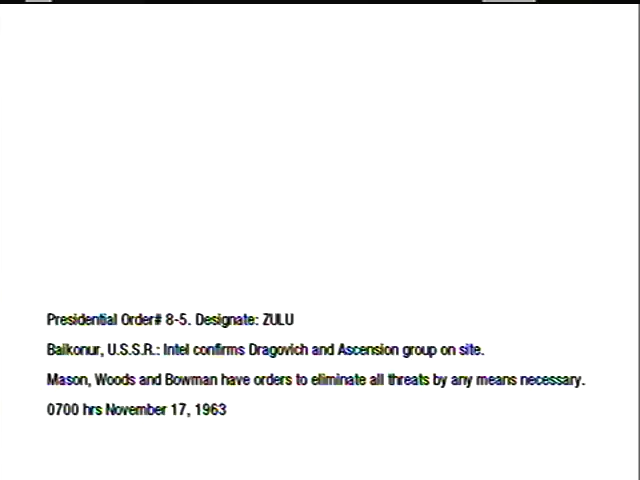 Presidential Order# 8-5. Designate: ZULU
Baikonur, U.S.S.R.: Intel confirms Dragovich and Ascension group on site.
Mason, Woods and Bowman have orders to eliminate all threats by any means necessary.
0700 hrs November 17, 1963